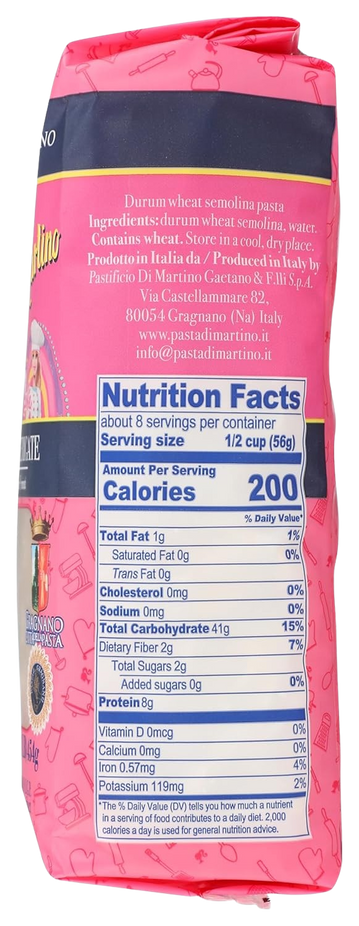 NO
Durum wheat semolina pasta
Ingredients: durum wheat semolina, water.
Contains wheat. Store in a cool, dry place.
Prodotto in Italia da / Produced in Italy by
Pastificio Di Martino Gaetano & F.lli S.p.A.
Via Castellammare 82,
80054 Gragnano (Na) Italy
www.pastadimartino.it
info@pastadimartino.it
Nutrition Facts
about 8 servings per container
Serving size 1/2 cup (56g)
Amount Per Serving
Calories 200
% Daily Value*
Total Fat 1g 1%
Saturated Fat 0g 0%
Trans Fat 0g
Cholesterol 0mg 0%
Sodium 0mg 0%
Total Carbohydrate 41g 15%
Dietary Fiber 2g 7%
Total Sugars 2g
Added sugars 0g 0%
Protein 8g
Vitamin D 0mcg 0%
Calcium 0mg 0%
Iron 0.57mg 4%
Potassium 119mg 2%
*The % Daily Value (DV) tells you how much a nutrient
in a serving of food contributes to a daily diet. 2,000
calories a day is used for general nutrition advice.